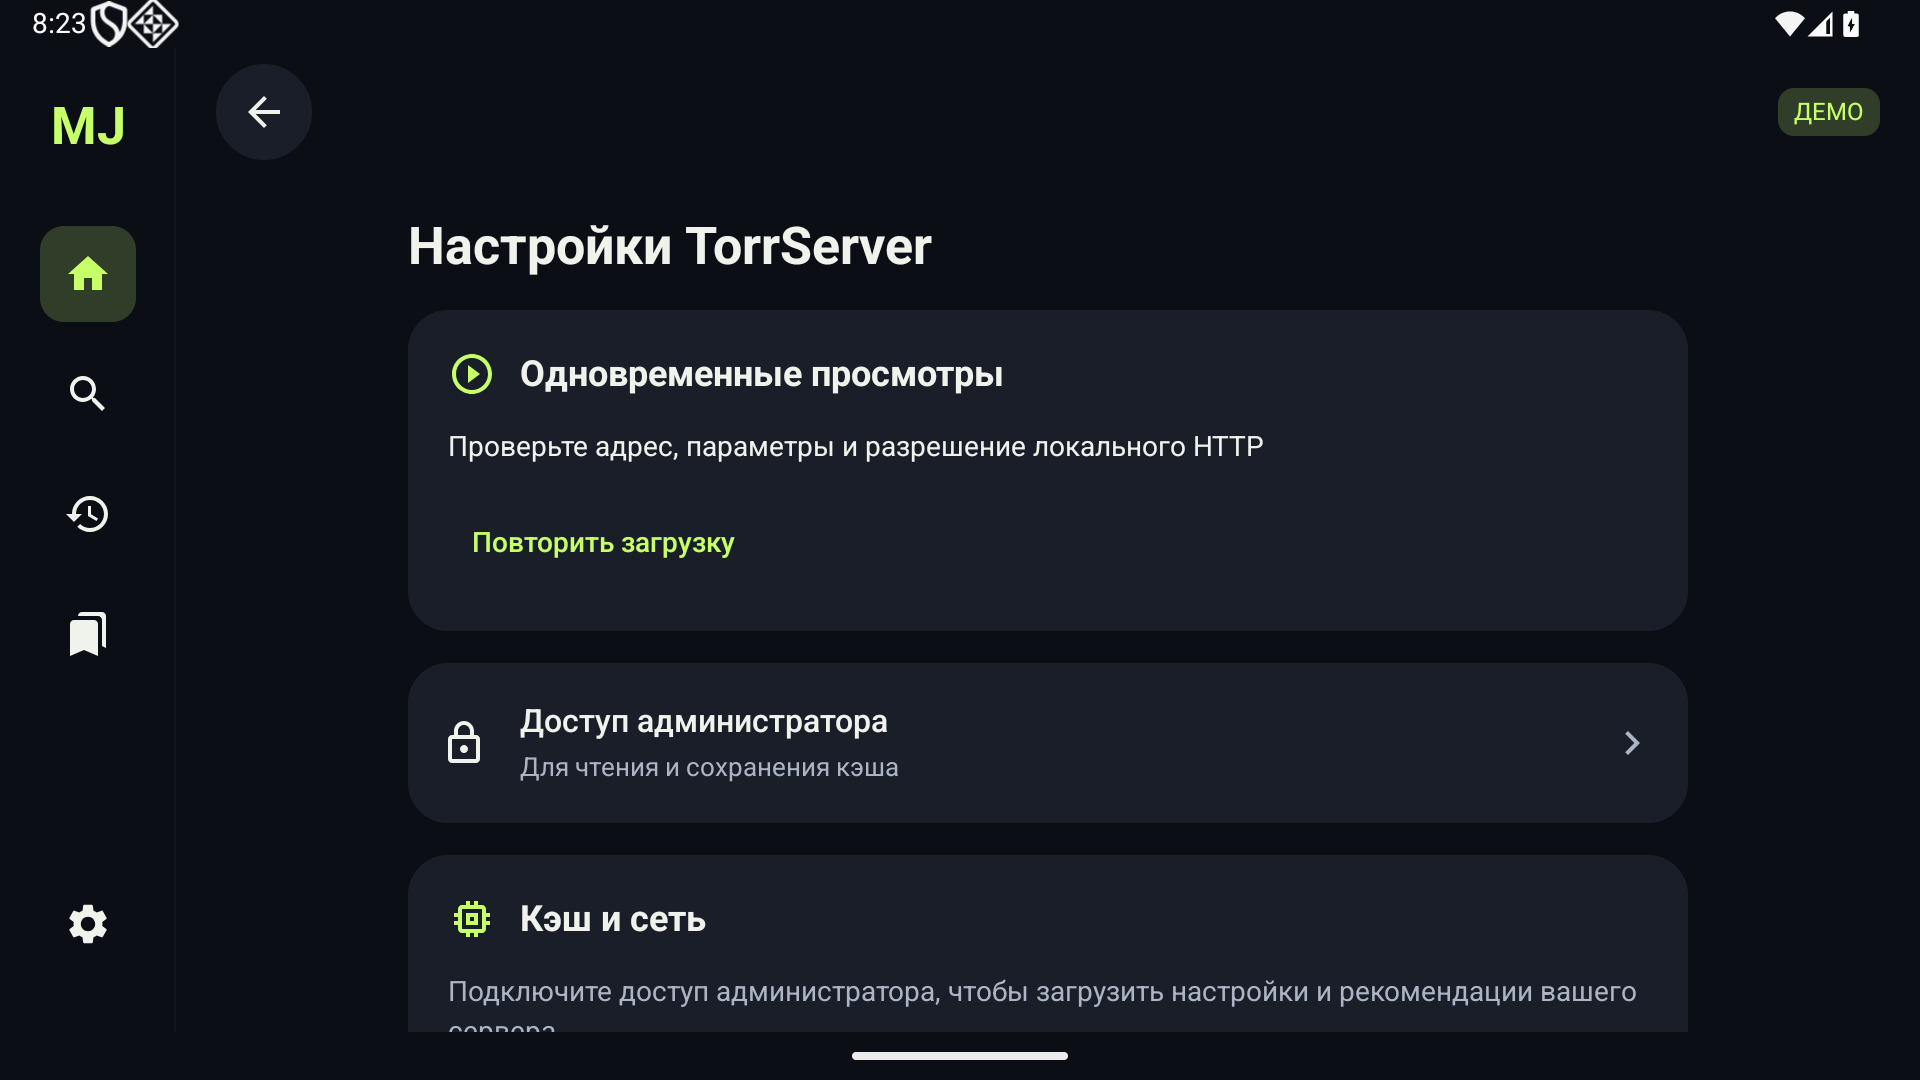 8:23
MJ
ДЕМО
Настройки TorrServer
Одновременные просмотры
Проверьте адрес, параметры и разрешение локального HTTP
Повторить загрузку
Доступ администратора
Для чтения и сохранения кэша
Кэш и сеть
Подключите доступ администратора, чтобы загрузить настройки и рекомендации вашего
сервера